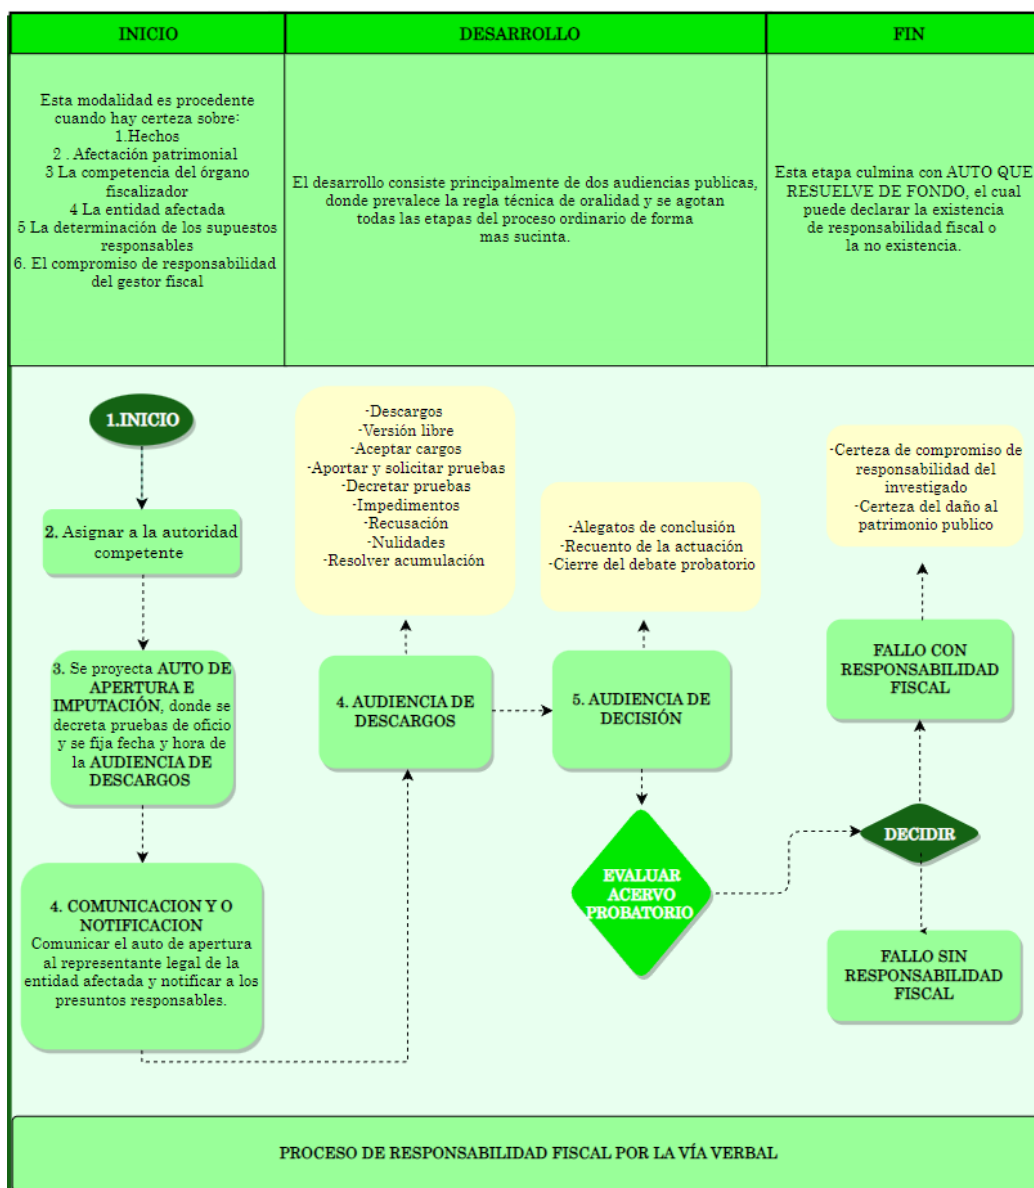 INICIO
DESARROLLO
FIN
Esta modalidad es procedente
cuando hay certeza sobre:
1.Hechos
2 . Afectación patrimonial
3 La competencia del órgano
fiscalizador
4 La entidad afectada
5 La determinación de los supuestos
responsables
6. El compromiso de responsabilidad
del gestor fiscal
El desarrollo consiste principalmente de dos audiencias publicas,
donde prevalece la regla técnica de oralidad y se agotan
todas las etapas del proceso ordinario de forma
mas sucinta.
Esta etapa culmina con AUTO QUE
RESUELVE DE FONDO, el cual
puede declarar la existencia
de responsabilidad fiscal o
la no existencia.
1.INICIO
2. Asignar a la autoridad
competente
3. Se proyecta AUTO DE
APERTURA E
IMPUTACIÓN, donde se
decreta pruebas de oficio
y se fija fecha y hora de
la AUDIENCIA DE
DESCARGOS
4. COMUNICACION Y O
NOTIFICACION
Comunicar el auto de apertura
al representante legal de la
entidad afectada y notificar a los
presuntos responsables.
-Descargos
-Versión libre
-Aceptar cargos
-Aportar y solicitar pruebas
-Decretar pruebas
-Impedimentos
-Recusación
-Nulidades
-Resolver acumulación
4. AUDIENCIA DE
DESCARGOS
-Alegatos de conclusión
-Recuento de la actuación
-Cierre del debate probatorio
5. AUDIENCIA DE
DECISIÓN
EVALUAR
ACERVO
PROBATORIO
-Certeza de compromiso de
responsabilidad del
investigado
-Certeza del daño al
patrimonio publico
FALLO CON
RESPONSABILIDAD
FISCAL
DECIDIR
FALLO SIN
RESPONSABILIDAD
FISCAL
PROCESO DE RESPONSABILIDAD FISCAL POR LA VÍA VERBAL